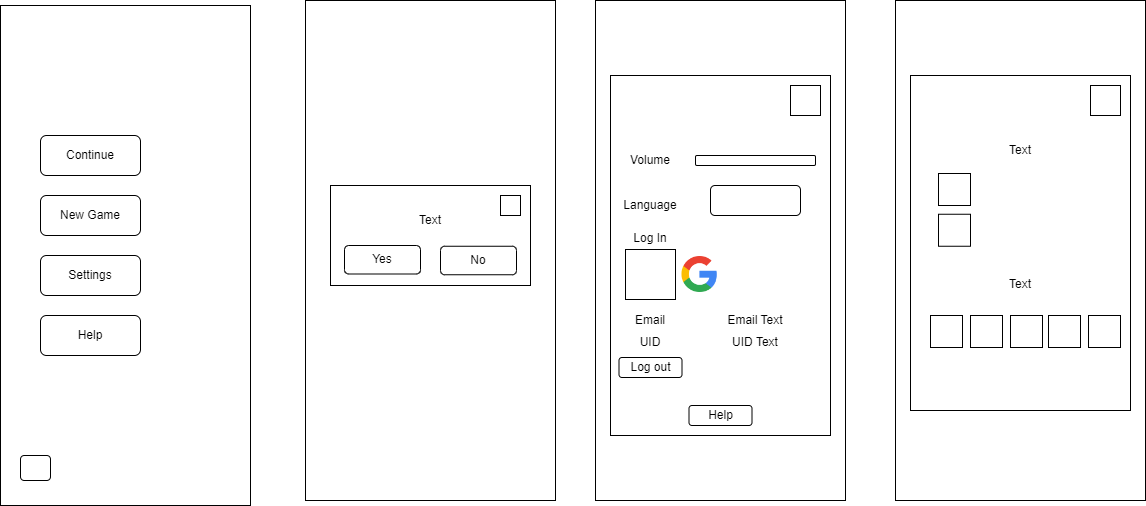 Continue
New Game
Settings
Help
Text
Yes
No
Volume
Language
Log In
Email
Email Text
UID
UID Text
Log out
Help
Text
Text